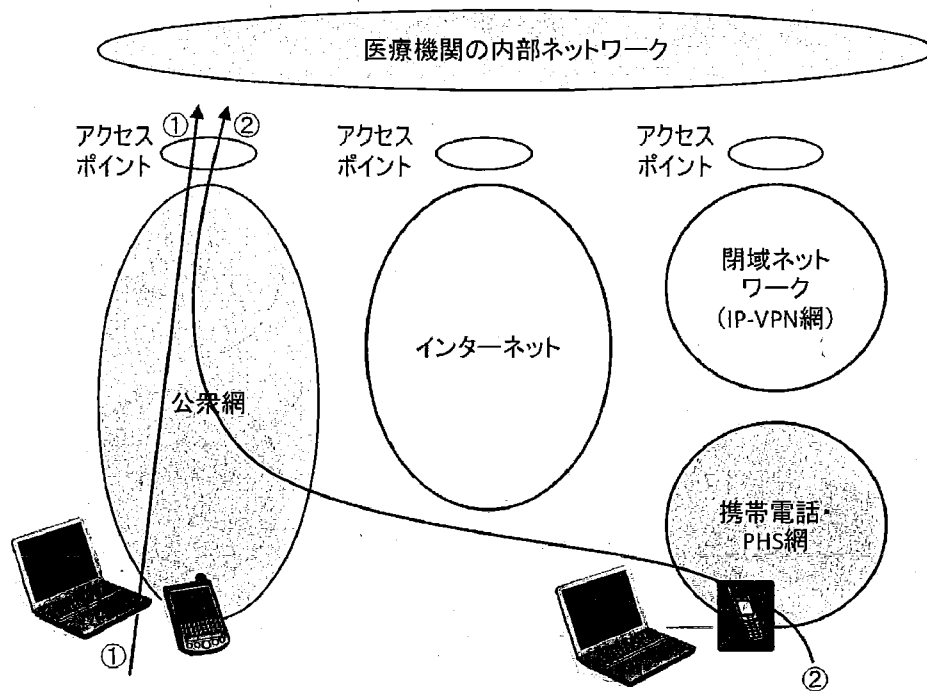 医療機関の内部ネットワーク
①
②
アクセス
ポイント
アクセス
ポイント
アクセス
ポイント
公衆網
インターネット
閉域ネット
ワーク
(IP-VPN網)
携帯電話・
PHS網
①
②